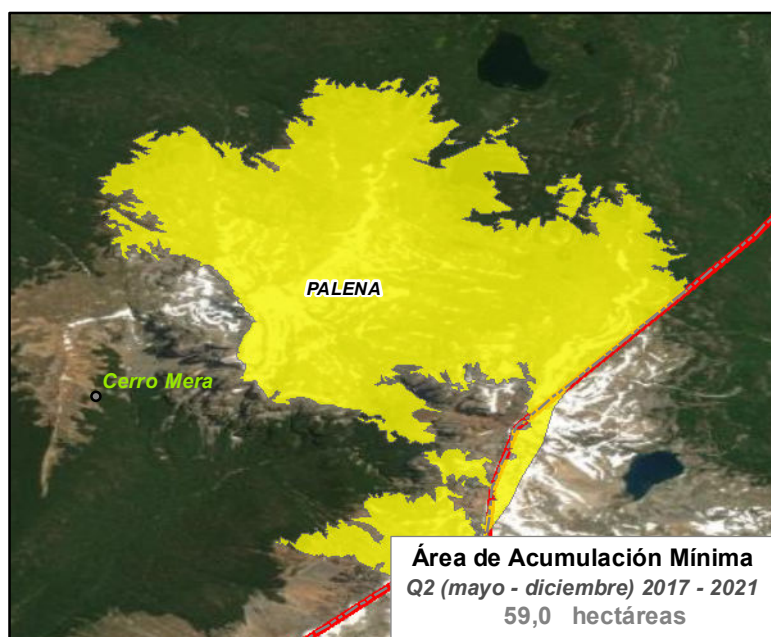 PALENA
Cerro Mera
Área de Acumulación Mínima
Q2 (mayo - diciembre) 2017 - 2021
59,0 hectáreas